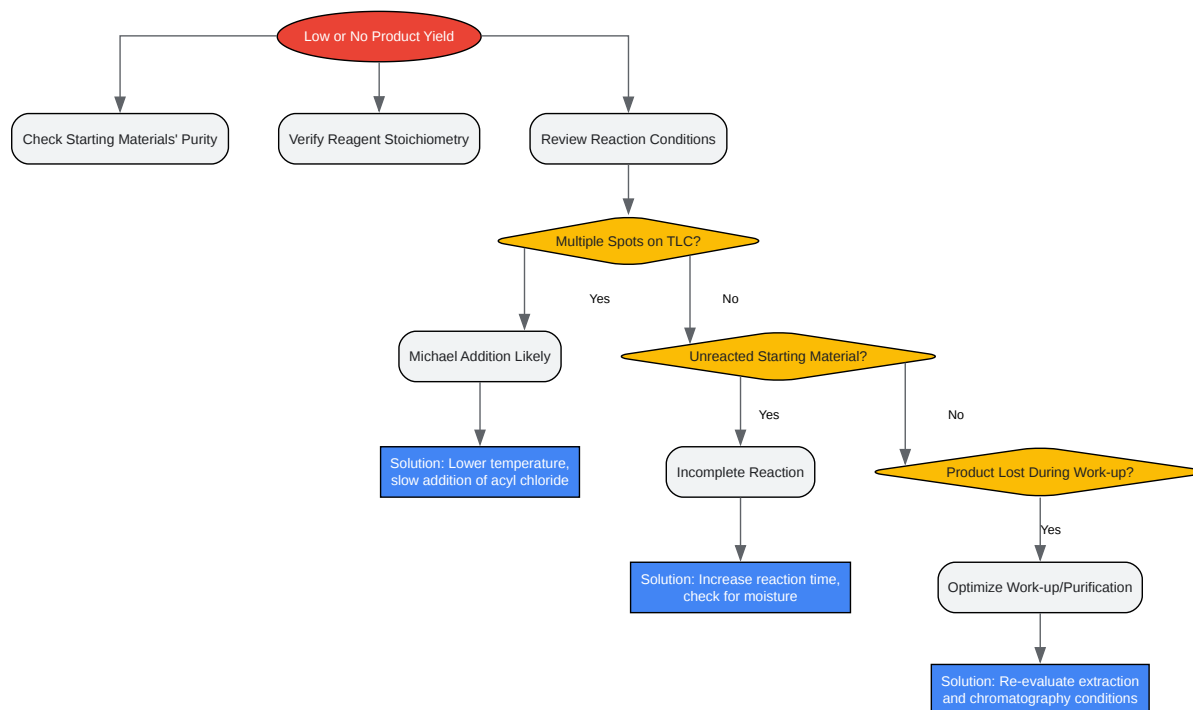 Low or No Product Yield
Check Starting Materials' Purity
Verify Reagent Stoichiometry
Review Reaction Conditions
Multiple Spots on TLC?
Yes
No
Michael Addition Likely
Unreacted Starting Material?
Yes
No
Solution: Lower temperature,
slow addition of acyl chloride
Incomplete Reaction
Product Lost During Work-up?
Yes
Solution: Increase reaction time,
check for moisture
Optimize Work-up/Purification
Solution: Re-evaluate extraction
and chromatography conditions